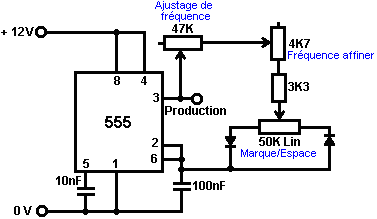 Ajustage de
fréquence
47K
+ 12V
4K7
Fréquence affiner
8
4
3
Production
3K3
555
2
6
50K Lin
Marque/Espace
5
1
10nF
100nF
0 V